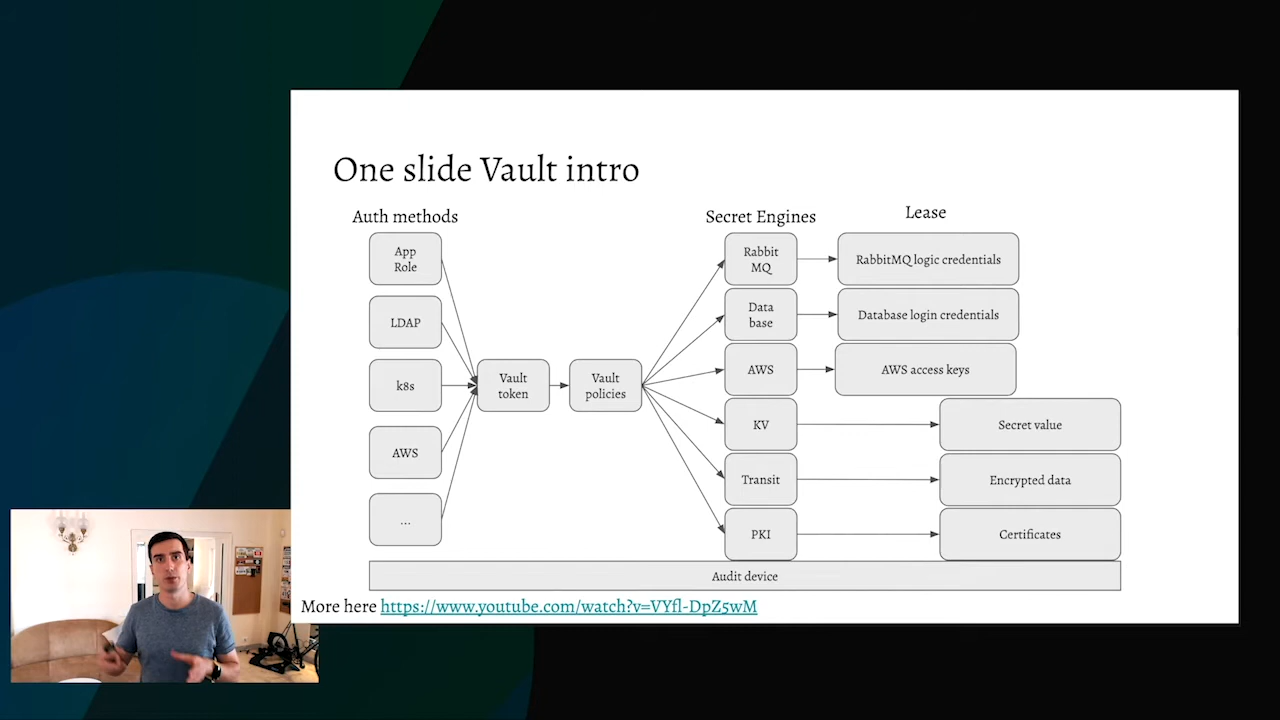 One slide Vault intro
Auth methods
Secret Engines
Lease
App
Role
LDAP
k8s
AWS
...
Vault
token
Vault
policies
Rabbit
MQ
RabbitMQ logic credentials
Data
base
Database login credentials
AWS
AWS access keys
KV
Secret value
Transit
Encrypted data
PKI
Certificates
Audit device
More here https://www.youtube.com/watch?v=VYfl-DpZ5wM